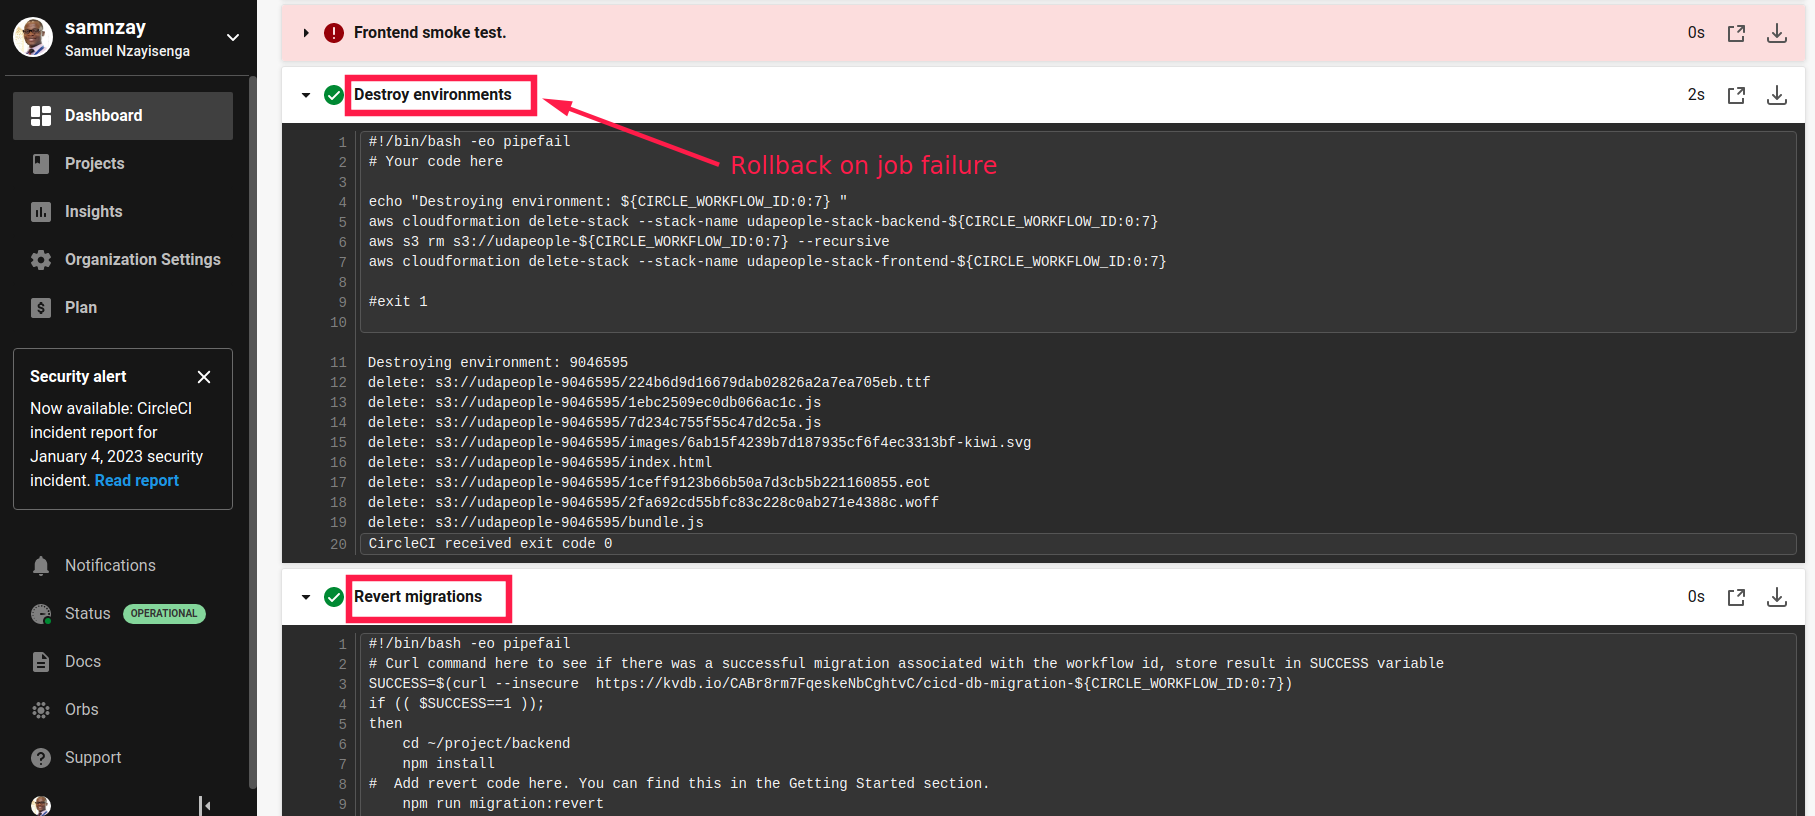 samnzay
Samuel Nzayisenga
Dashboard
Projects
Insights
Organization Settings
Plan
Security alert
Now available: CircleCI
incident report for
January 4, 2023 security
incident. Read report
Notifications
Status OPERATIONAL
Docs
Orbs
Support
Frontend smoke test. 0s
Destroy environments 2s
Rollback on job failure
1 #!/bin/bash -eo pipefail
2 # Your code here
3
4 echo "Destroying environment: ${CIRCLE_WORKFLOW_ID:0:7} "
5 aws cloudformation delete-stack --stack-name udapeople-stack-backend-${CIRCLE_WORKFLOW_ID:0:7}
6 aws s3 rm s3://udapeople-${CIRCLE_WORKFLOW_ID:0:7} --recursive
7 aws cloudformation delete-stack --stack-name udapeople-stack-frontend-${CIRCLE_WORKFLOW_ID:0:7}
8
9 #exit 1
10
11 Destroying environment: 9046595
12 delete: s3://udapeople-9046595/224b6d9d16679dab02826a2a7ea705eb.ttf
13 delete: s3://udapeople-9046595/1ebc2509ec0db066ac1c.js
14 delete: s3://udapeople-9046595/7d234c755f55c47d2c5a.js
15 delete: s3://udapeople-9046595/images/6ab15f4239b7d187935cf6f4ec3313bf-kiwi.svg
16 delete: s3://udapeople-9046595/index.html
17 delete: s3://udapeople-9046595/1ceff9123b66b50a7d3cb5b221160855.eot
18 delete: s3://udapeople-9046595/2fa692cd55bfc83c228c0ab271e4388c.woff
19 delete: s3://udapeople-9046595/bundle.js
20 CircleCI received exit code 0
Revert migrations 0s
1 #!/bin/bash -eo pipefail
2 # Curl command here to see if there was a successful migration associated with the workflow id, store result in SUCCESS variable
3 SUCCESS=$(curl --insecure  https://kvdb.io/CABr8rm7FqeskeNbCghtvC/cicd-db-migration-${CIRCLE_WORKFLOW_ID:0:7})
4 if (( $SUCCESS==1 ));
5 then
6     cd ~/project/backend
7     npm install
8 #  Add revert code here. You can find this in the Getting Started section.
9     npm run migration:revert